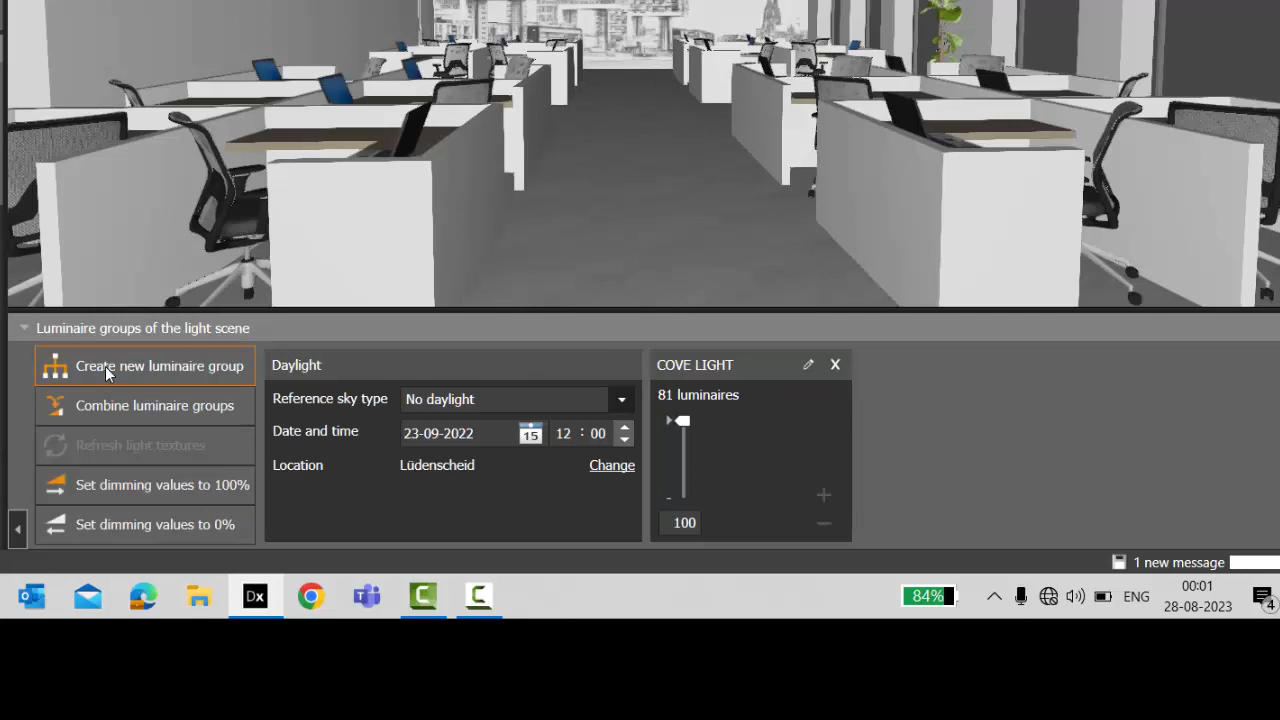 Luminaire groups of the light scene
Create new luminaire group
Combine luminaire groups
Refresh light textures
Set dimming values to 100%
Set dimming values to 0%
Daylight
Reference sky type No daylight
Date and time 23-09-2022 15 12 : 00
Location Lüdenscheid Change
COVE LIGHT X
81 luminaires
100
1 new message
Dx 84% ENG 00:01
28-08-2023 4